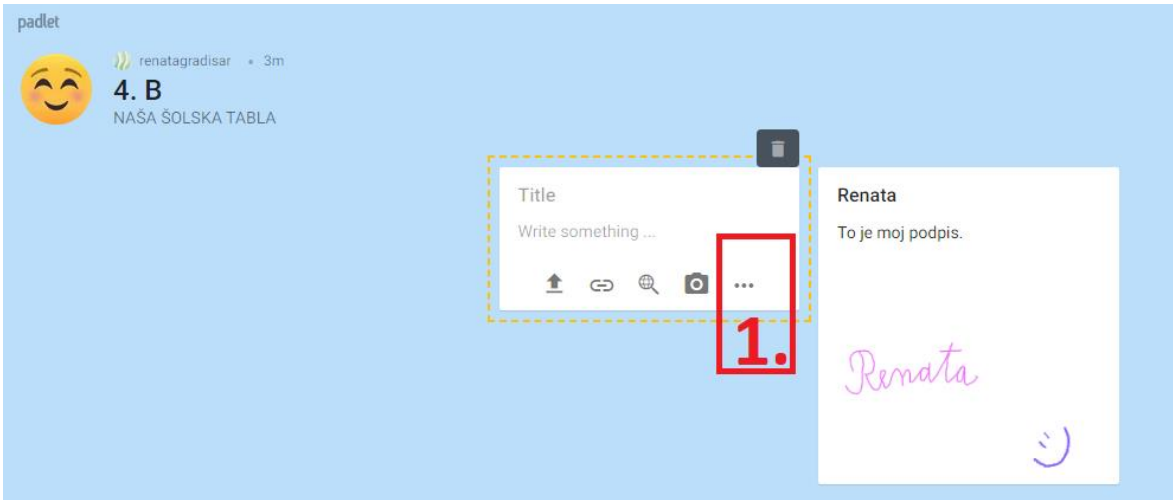 padlet
renatagradisar • 3m
4. B
NAŠA ŠOLSKA TABLA
Title
Write something ...
1.
Renata
To je moj podpis.
Renata